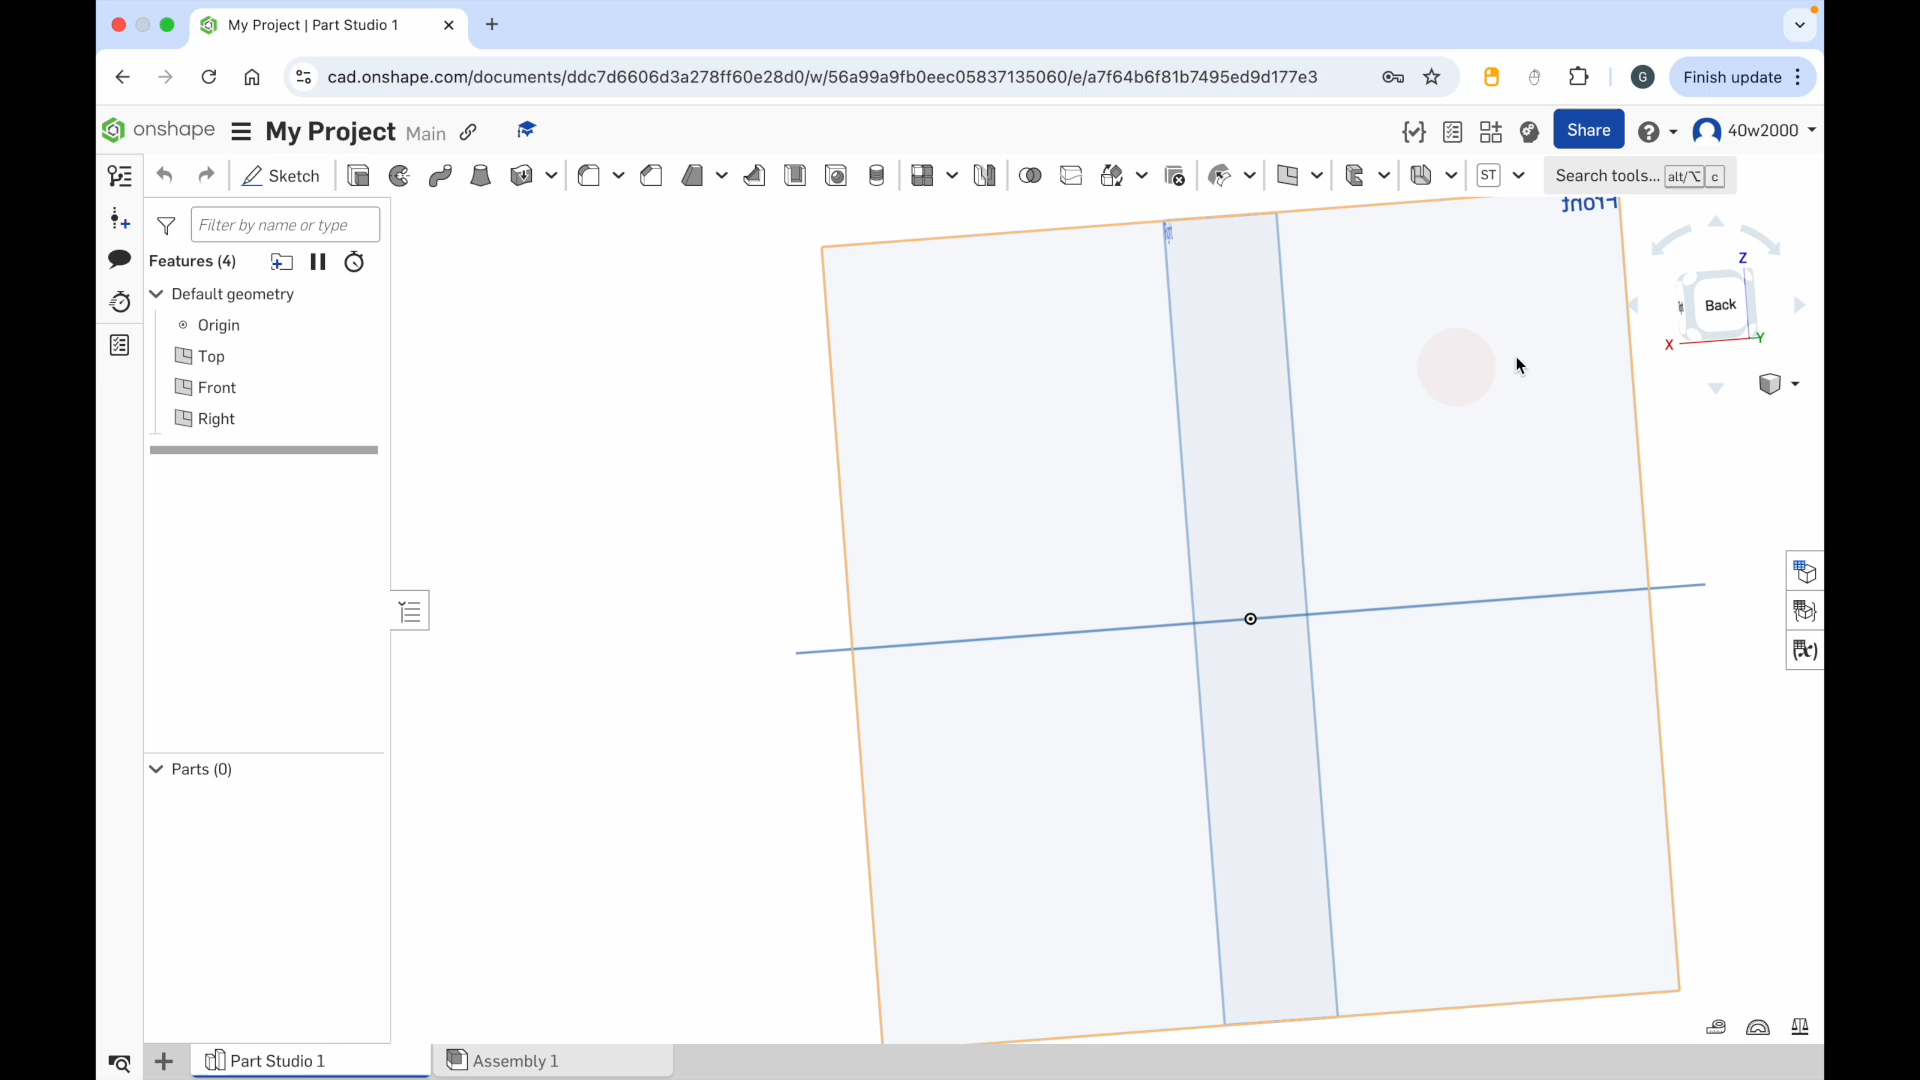 My Project | Part Studio 1
cad.onshape.com/documents/ddc7d6606d3a278ff60e28d0/w/56a99a9fb0eec05837135060/e/a7f64b6f81b7495ed9d177e3
G
Finish update
onshape
My Project
Main
Share
40w2000
Sketch
ST
Search tools...
alt/⌥
c
Filter by name or type
Features (4)
Default geometry
Origin
Top
Front
Right
Front
Z
Back
X
Y
Parts (0)
Part Studio 1
Assembly 1